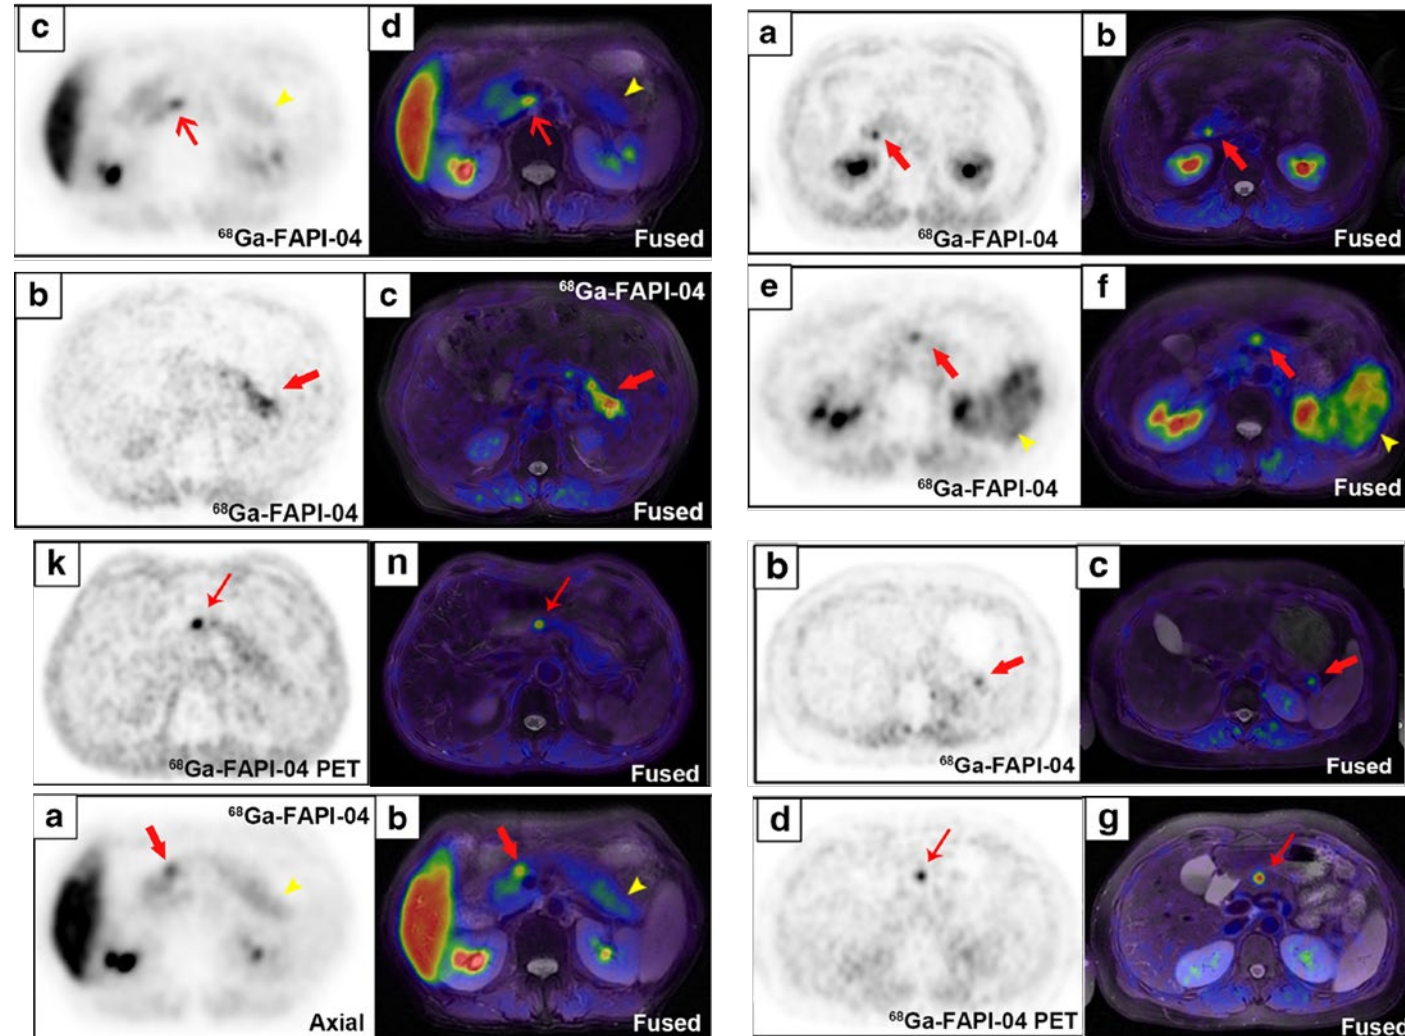 c
d
⁶⁸Ga-FAPI-04
Fused
a
b
⁶⁸Ga-FAPI-04
Fused
b
c
⁶⁸Ga-FAPI-04
⁶⁸Ga-FAPI-04
Fused
e
f
⁶⁸Ga-FAPI-04
Fused
k
n
⁶⁸Ga-FAPI-04 PET
Fused
b
c
⁶⁸Ga-FAPI-04
Fused
a
⁶⁸Ga-FAPI-04
b
Axial
Fused
d
g
⁶⁸Ga-FAPI-04 PET
Fused